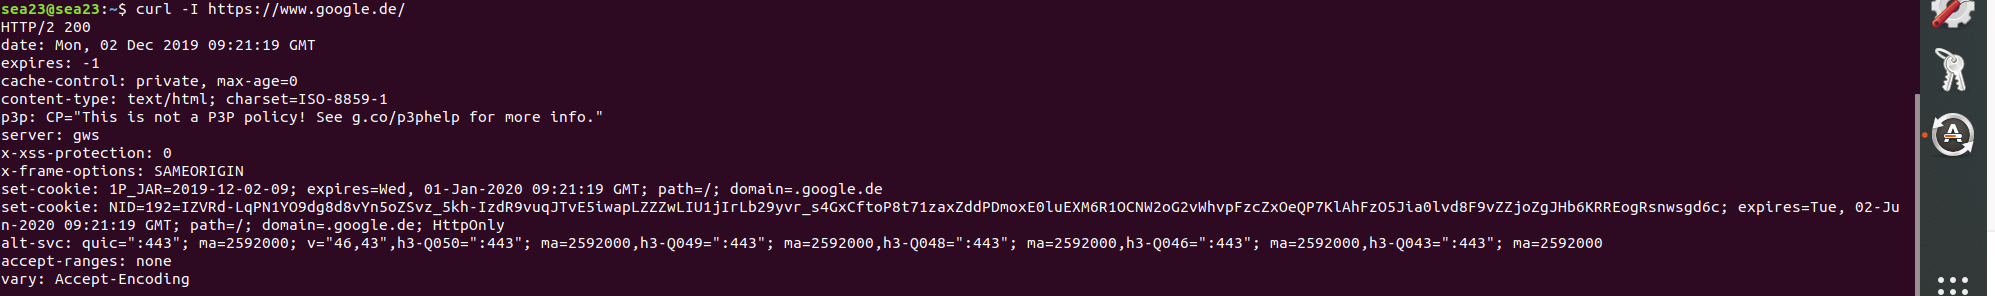 sea23@sea23:~$ curl -I https://www.google.de/
HTTP/2 200
date: Mon, 02 Dec 2019 09:21:19 GMT
expires: -1
cache-control: private, max-age=0
content-type: text/html; charset=ISO-8859-1
p3p: CP="This is not a P3P policy! See g.co/p3phelp for more info."
server: gws
x-xss-protection: 0
x-frame-options: SAMEORIGIN
set-cookie: 1P_JAR=2019-12-02-09; expires=Wed, 01-Jan-2020 09:21:19 GMT; path=/; domain=.google.de
set-cookie: NID=192=IZVRd-LqPN1YO9dg8d8vYn5oZSvz_5kh-IzdR9vuqJTvE5iwapLZZZwLIU1jIrLb29yvr_s4GxCftoP8t71zaxZddPDmoxE0luEXM6R1OCNW2oG2vWhvpFzcZxOeQP7KlAhFzO5Jia0lvd8F9vZZjoZgJHb6KRREogRsnwsgd6c; expires=Tue, 02-Ju
n-2020 09:21:19 GMT; path=/; domain=.google.de; HttpOnly
alt-svc: quic=":443"; ma=2592000; v="46,43",h3-Q050=":443"; ma=2592000,h3-Q049=":443"; ma=2592000,h3-Q048=":443"; ma=2592000,h3-Q046=":443"; ma=2592000,h3-Q043=":443"; ma=2592000
accept-ranges: none
vary: Accept-Encoding